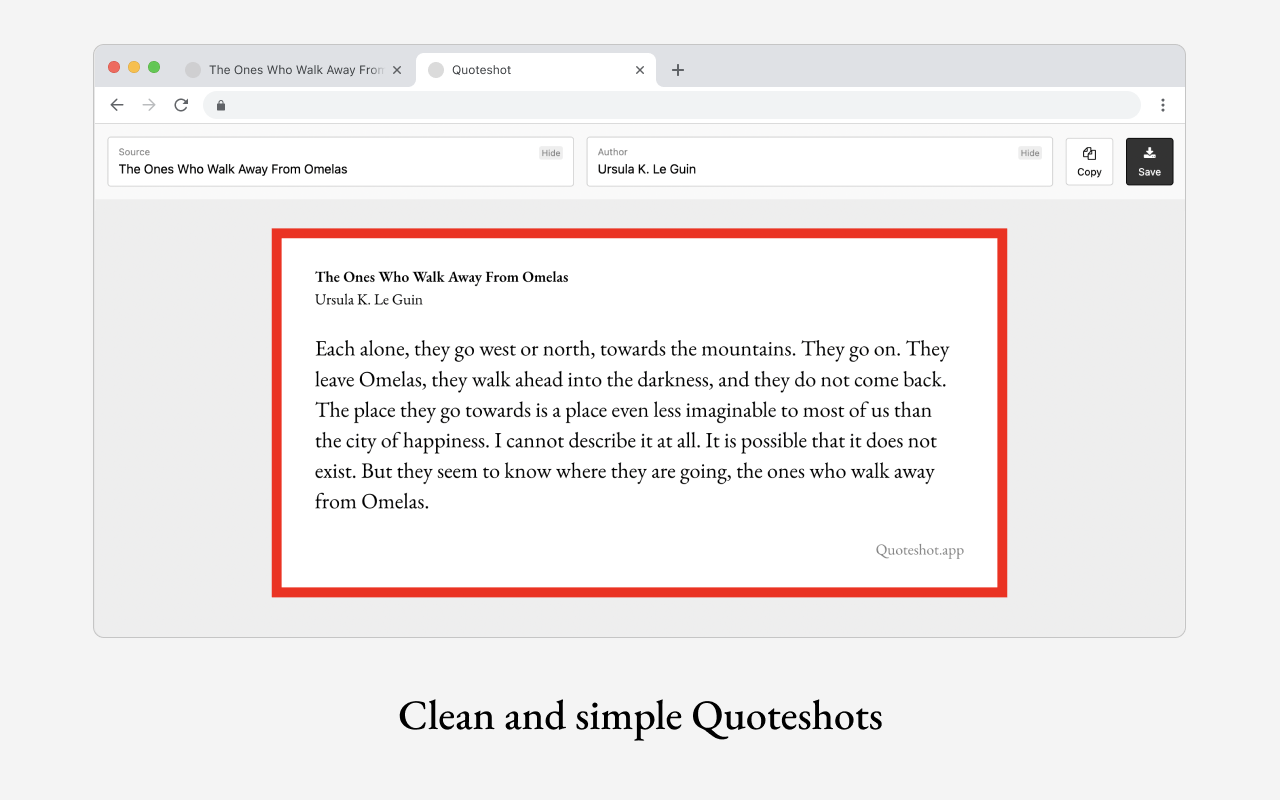 The Ones Who Walk Away Fron
Quoteshot
Source
Hide
The Ones Who Walk Away From Omelas
Author
Hide
Ursula K. Le Guin
Copy
Save
The Ones Who Walk Away From Omelas
Ursula K. Le Guin
Each alone, they go west or north, towards the mountains. They go on. They
leave Omelas, they walk ahead into the darkness, and they do not come back.
The place they go towards is a place even less imaginable to most of us than
the city of happiness. I cannot describe it at all. It is possible that it does not
exist. But they seem to know where they are going, the ones who walk away
from Omelas.
Quoteshot.app
Clean and simple Quoteshots